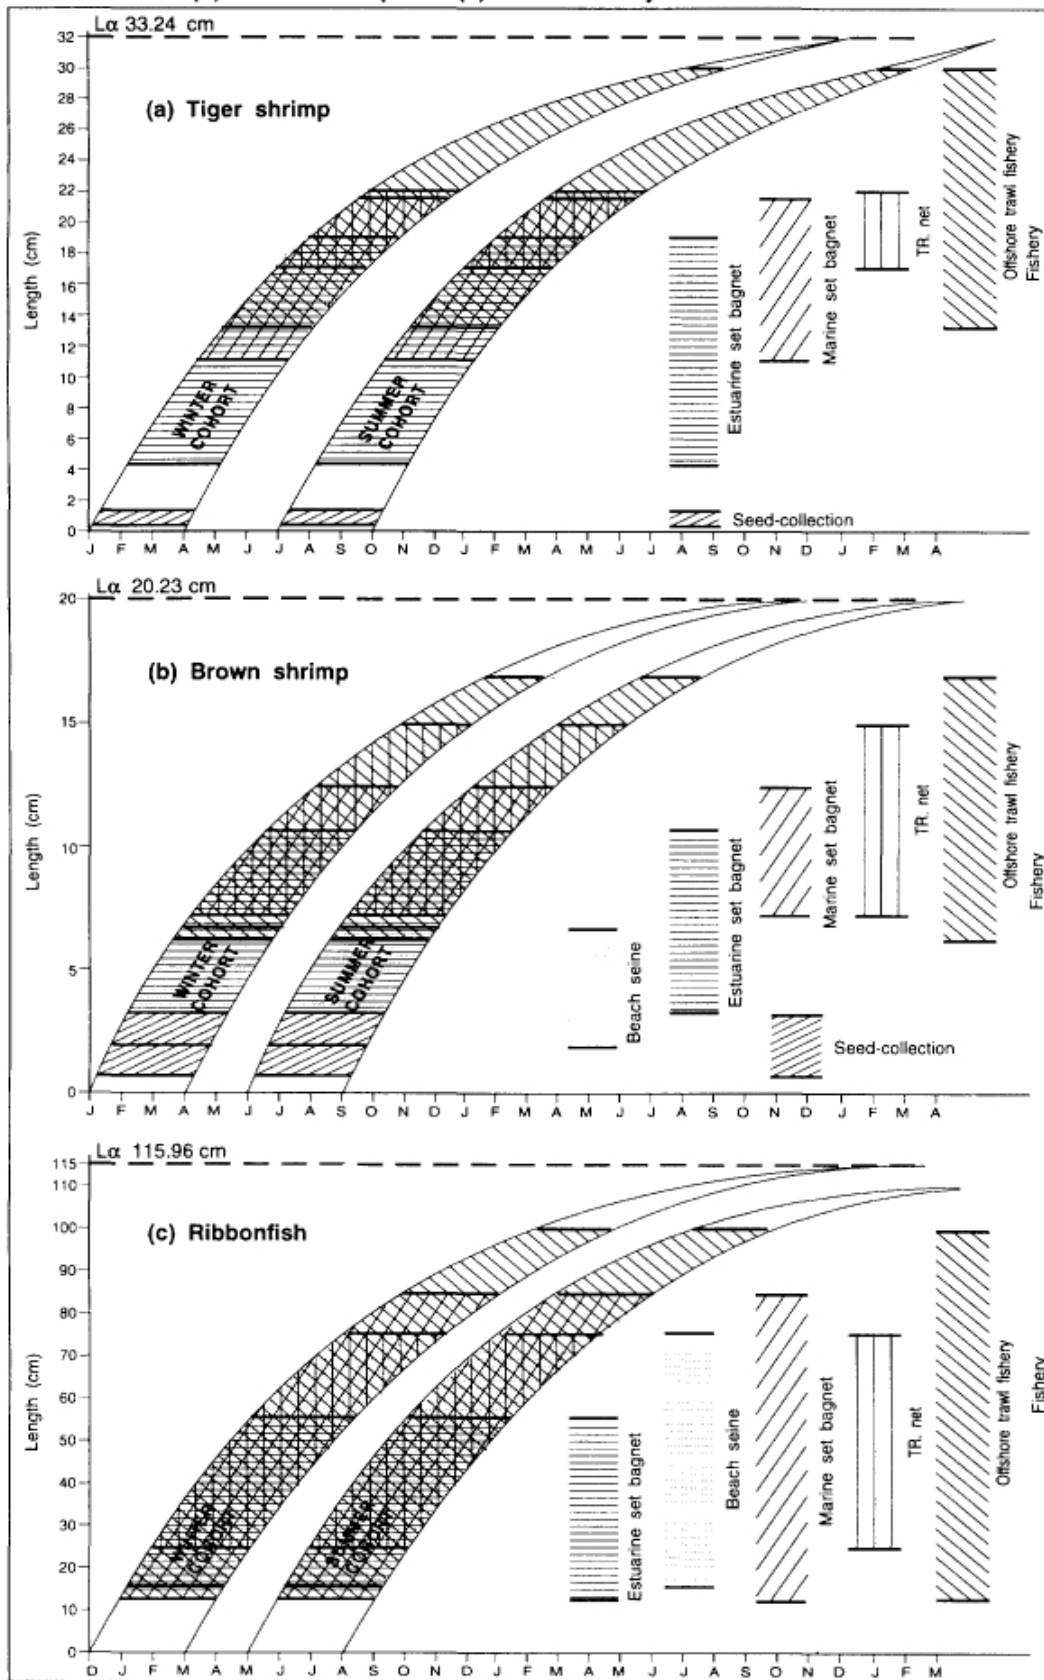 Lα 33.24 cm
(a) Tiger shrimp
32
30
28
26
24
22
20
18
16
14
12
10
8
6
4
2
0
Length (cm)
WINTER COHORT
SUMMER COHORT
Estuarine set bagnet
Marine set bagnet
TR. net
Offshore trawl fishery
Fishery
Seed-collection
J F M A M J J A S O N D J F M A M J J A S O N D J F M A
Lα 20.23 cm
(b) Brown shrimp
20
15
10
5
0
Length (cm)
WINTER COHORT
SUMMER COHORT
Beach seine
Estuarine set bagnet
Marine set bagnet
TR. net
Offshore trawl fishery
Fishery
Seed-collection
J F M A M J J A S O N D J F M A M J J A S O N D J F M A
Lα 115.96 cm
(c) Ribbonfish
115
110
100
90
80
70
60
50
40
30
20
10
0
Length (cm)
Estuarine set bagnet
Beach seine
Marine set bagnet
TR. net
Offshore trawl fishery
Fishery
D J F M A M J J A S O N D J F M A M J J A S O N D J F M